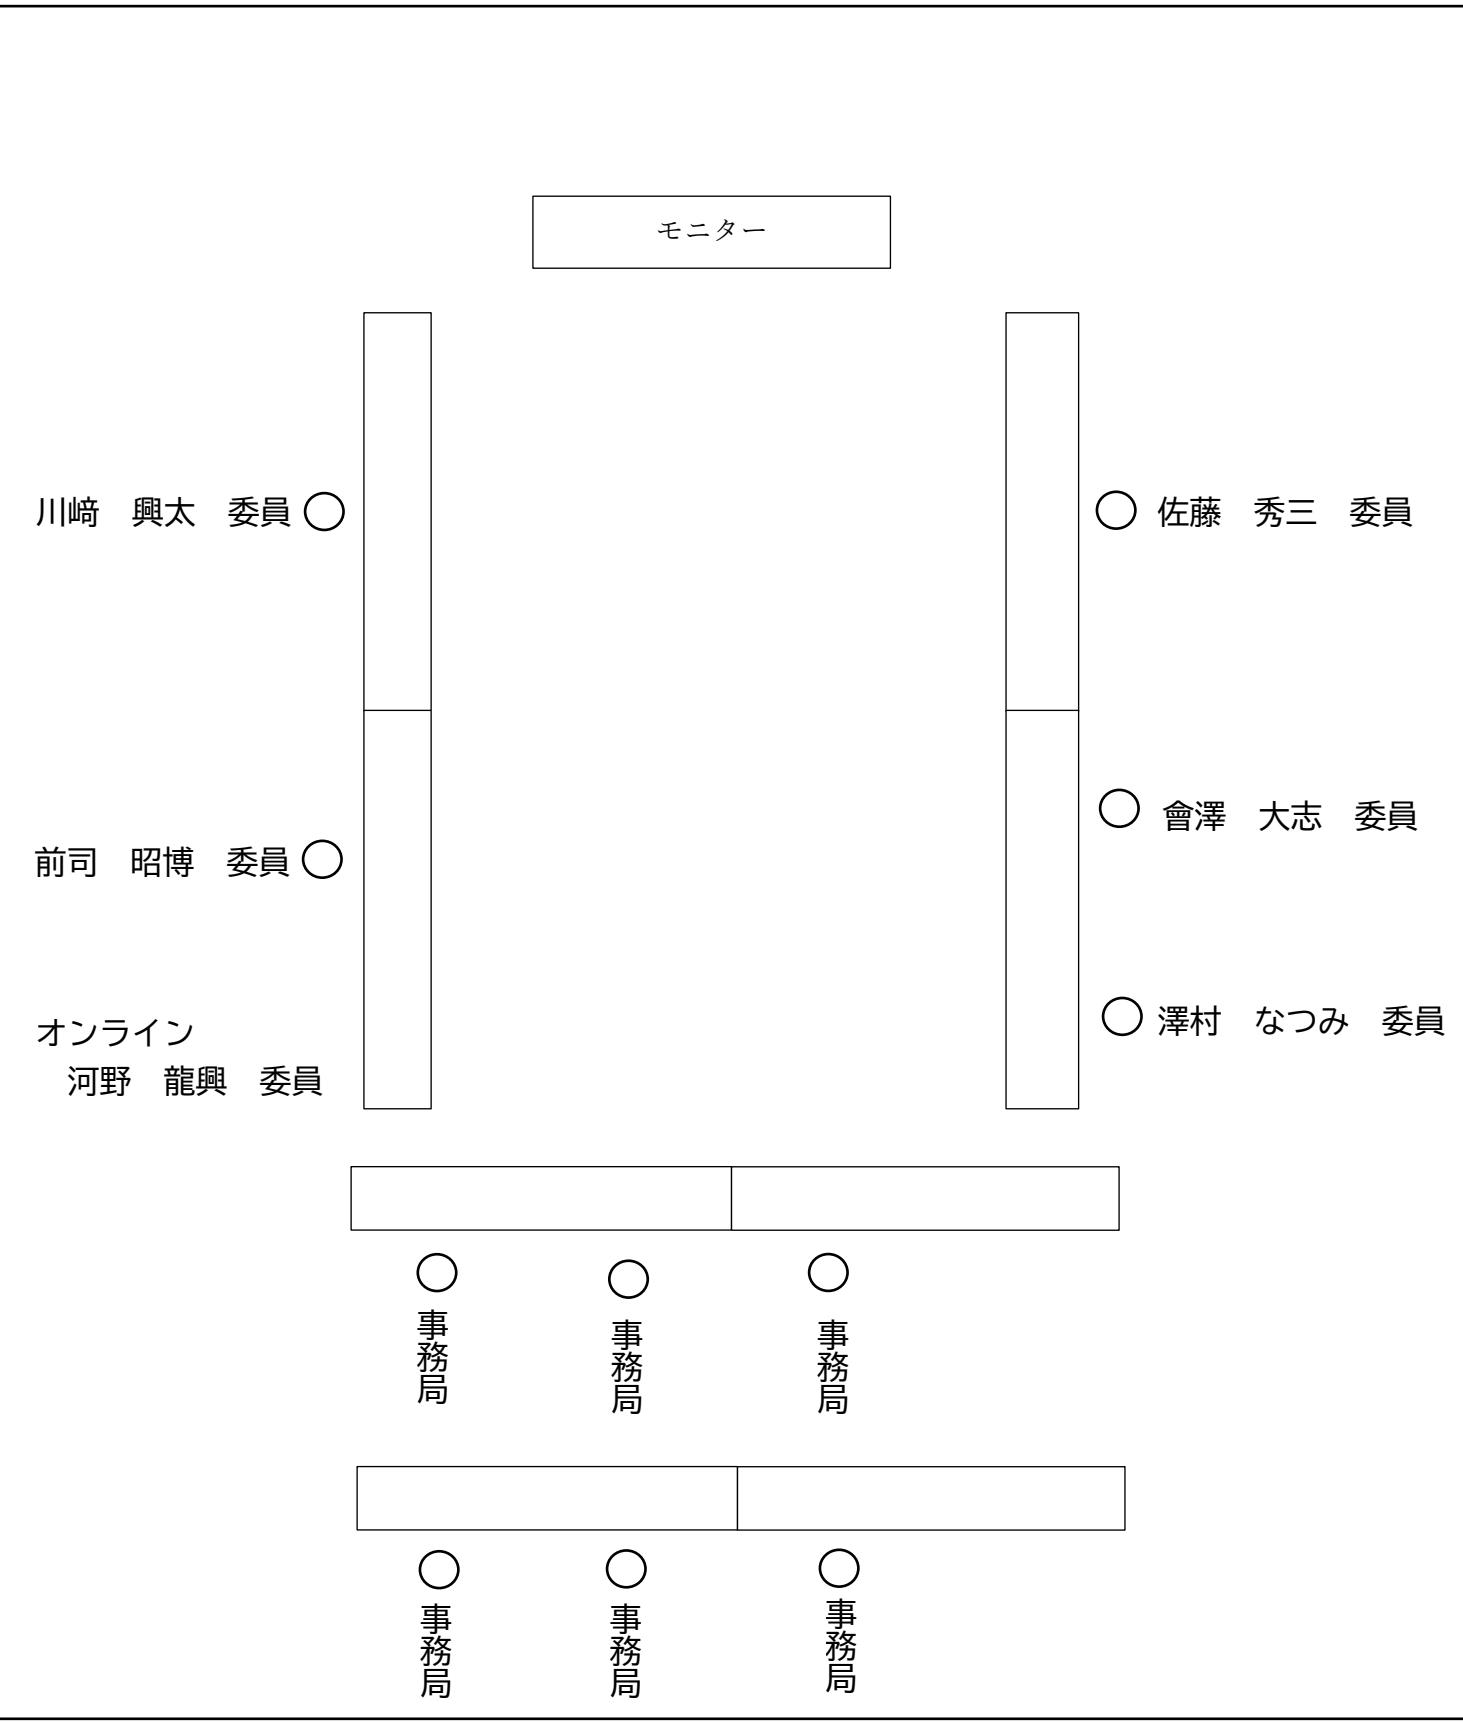 モニター
川﨑　興太　委員
佐藤　秀三　委員
會澤　大志　委員
前司　昭博　委員
澤村　なつみ　委員
オンライン
河野　龍興　委員
事務局
事務局
事務局
事務局
事務局
事務局